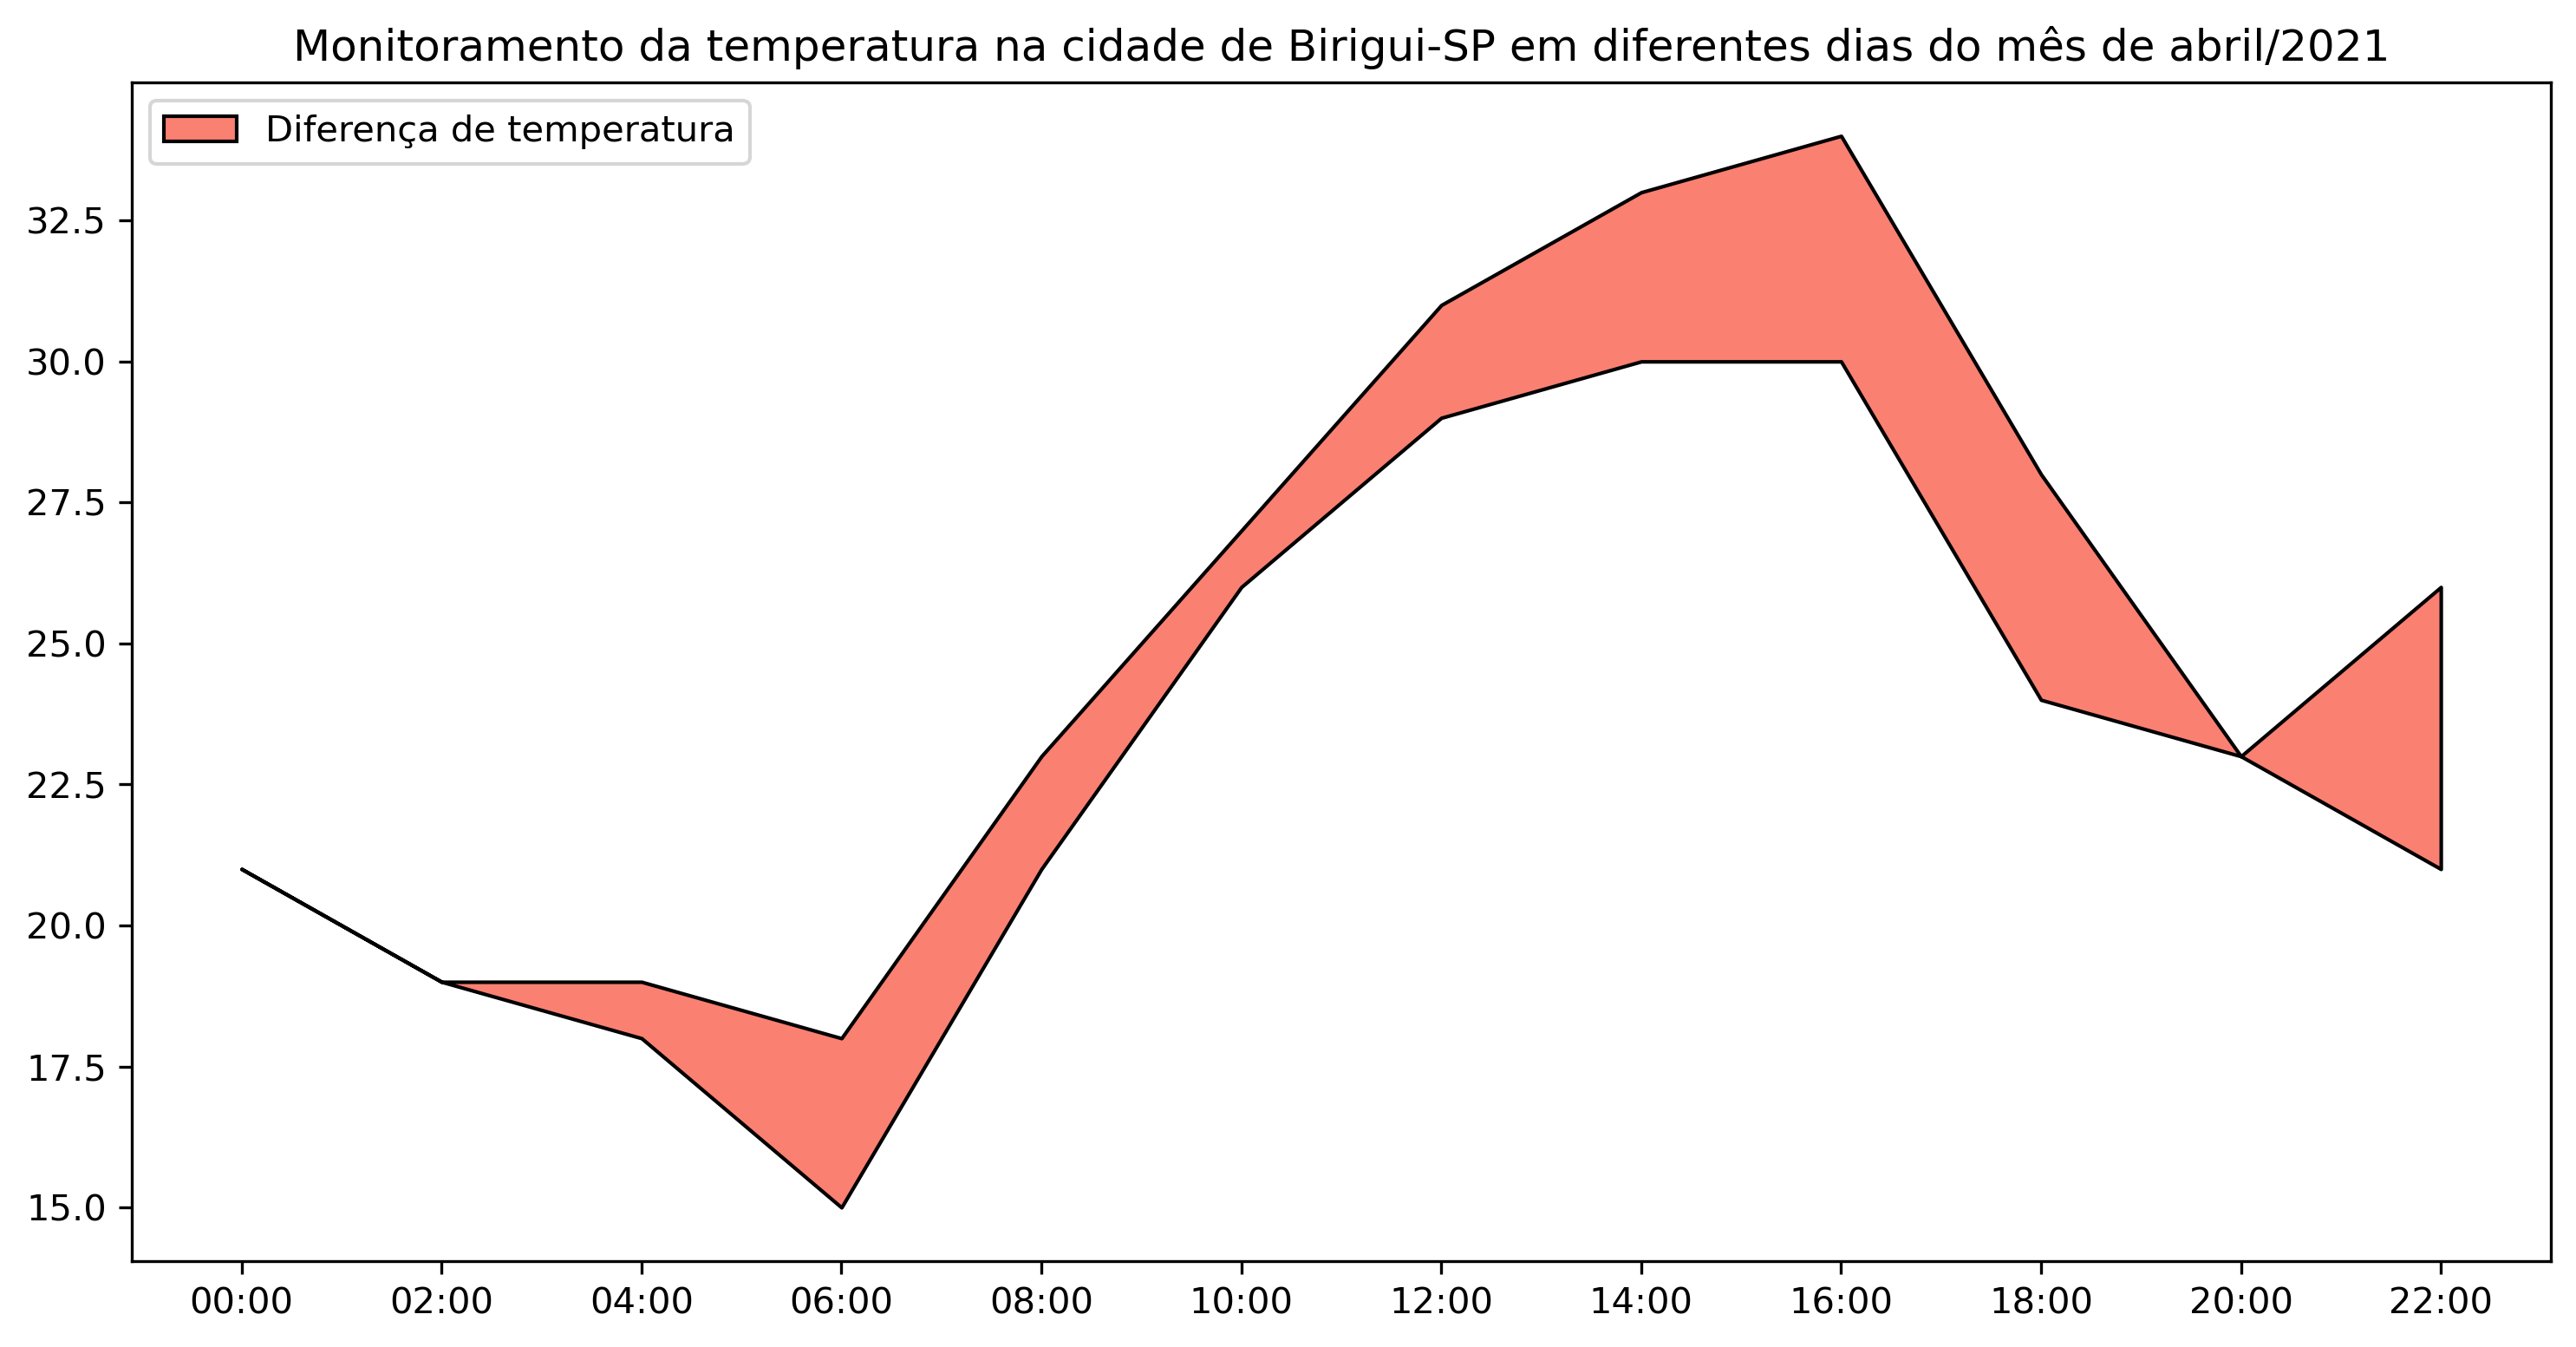 Monitoramento da temperatura na cidade de Birigui-SP em diferentes dias do mês de abril/2021
Diferença de temperatura
32.5
30.0
27.5
25.0
22.5
20.0
17.5
15.0
00:00 02:00 04:00 06:00 08:00 10:00 12:00 14:00 16:00 18:00 20:00 22:00